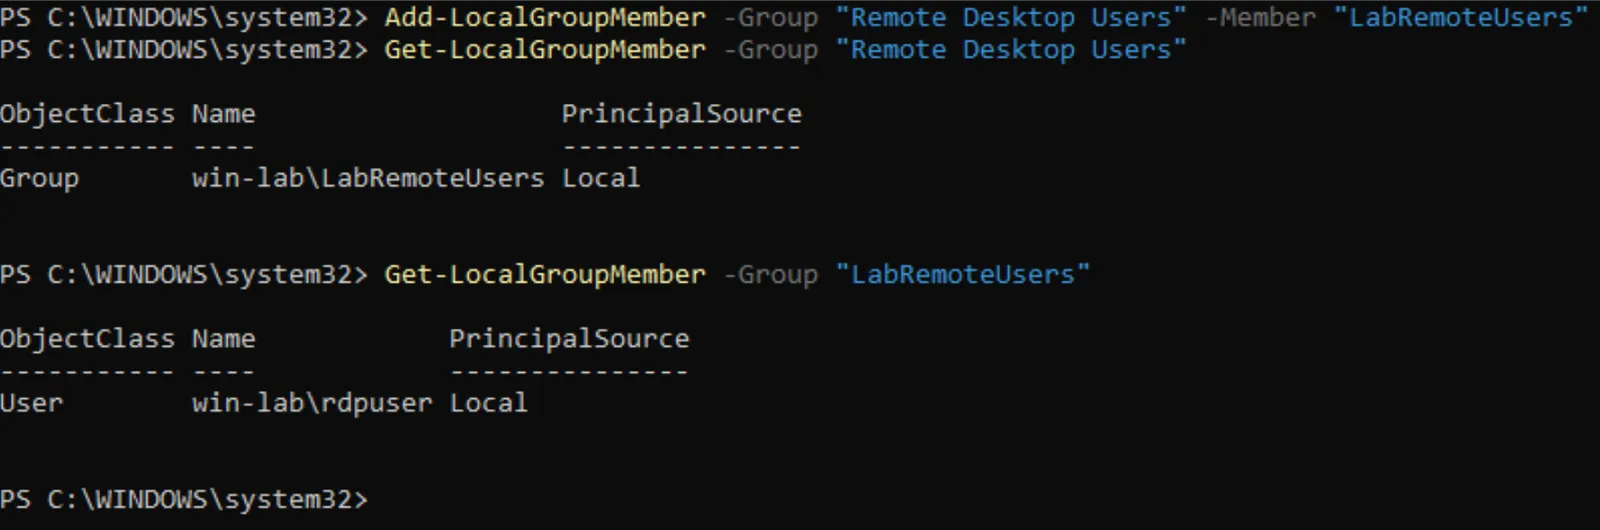 PS C:\WINDOWS\system32> Add-LocalGroupMember -Group "Remote Desktop Users" -Member "LabRemoteUsers"
PS C:\WINDOWS\system32> Get-LocalGroupMember -Group "Remote Desktop Users"
ObjectClass Name                   PrincipalSource
----------- ----                   ---------------
Group       win-lab\LabRemoteUsers Local
PS C:\WINDOWS\system32> Get-LocalGroupMember -Group "LabRemoteUsers"
ObjectClass Name            PrincipalSource
----------- ----            ---------------
User        win-lab\rdpuser Local
PS C:\WINDOWS\system32>